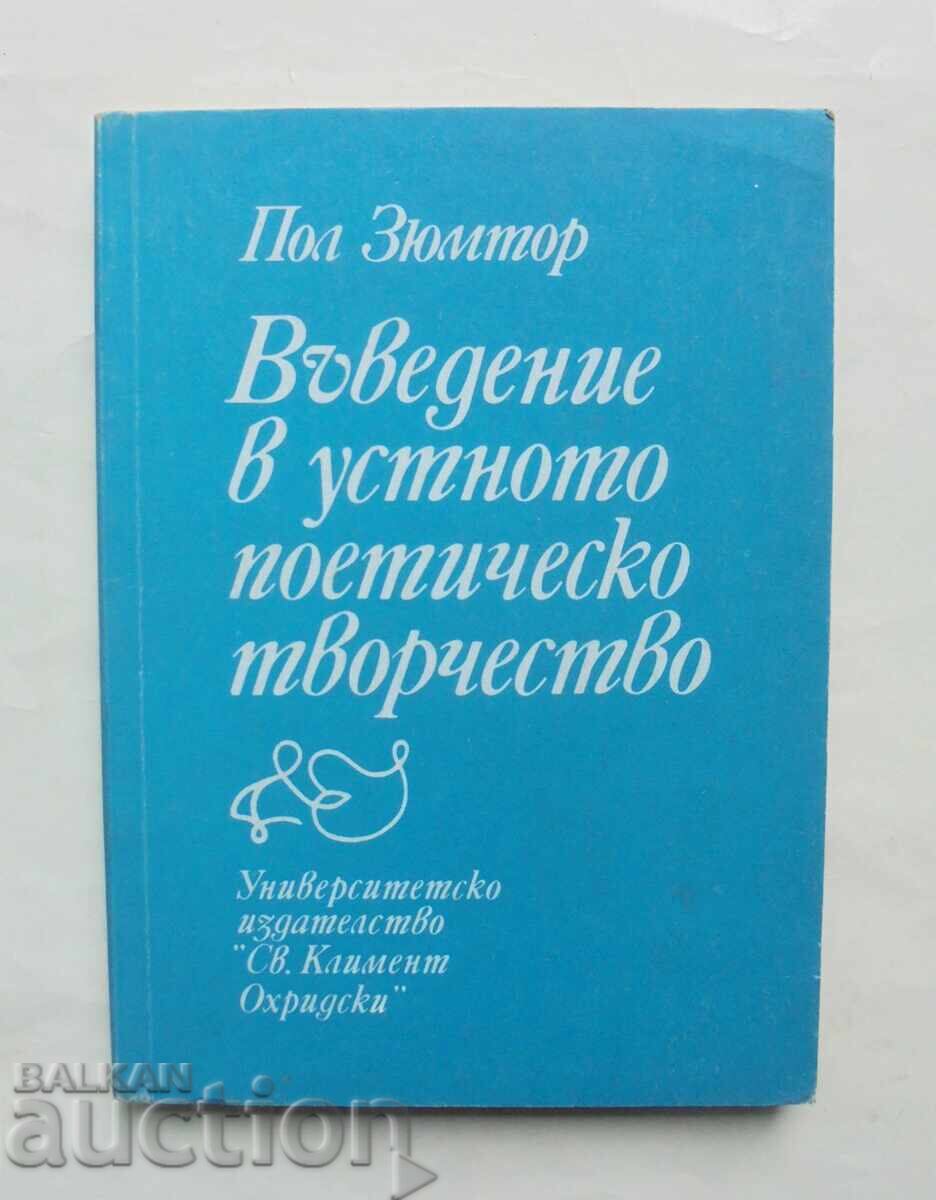 Пол Зюмтор
Въведение
в устното
поетическо
творчество
Университетско
издателство
"Св. Климент
Охридски"
BALKAN
auction